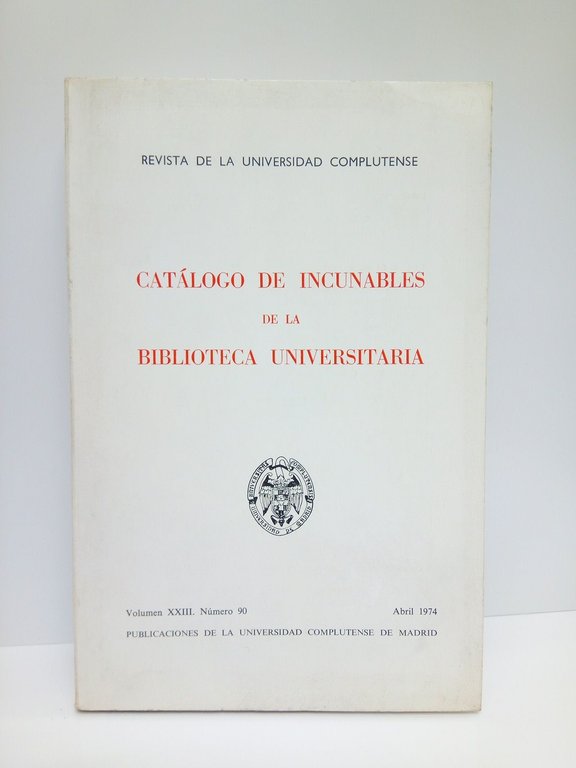 REVISTA DE LA UNIVERSIDAD COMPLUTENSE
CATÁLOGO DE INCUNABLES
DE LA
BIBLIOTECA UNIVERSITARIA
Volumen XXIII. Número 90 Abril 1974
PUBLICACIONES DE LA UNIVERSIDAD COMPLUTENSE DE MADRID